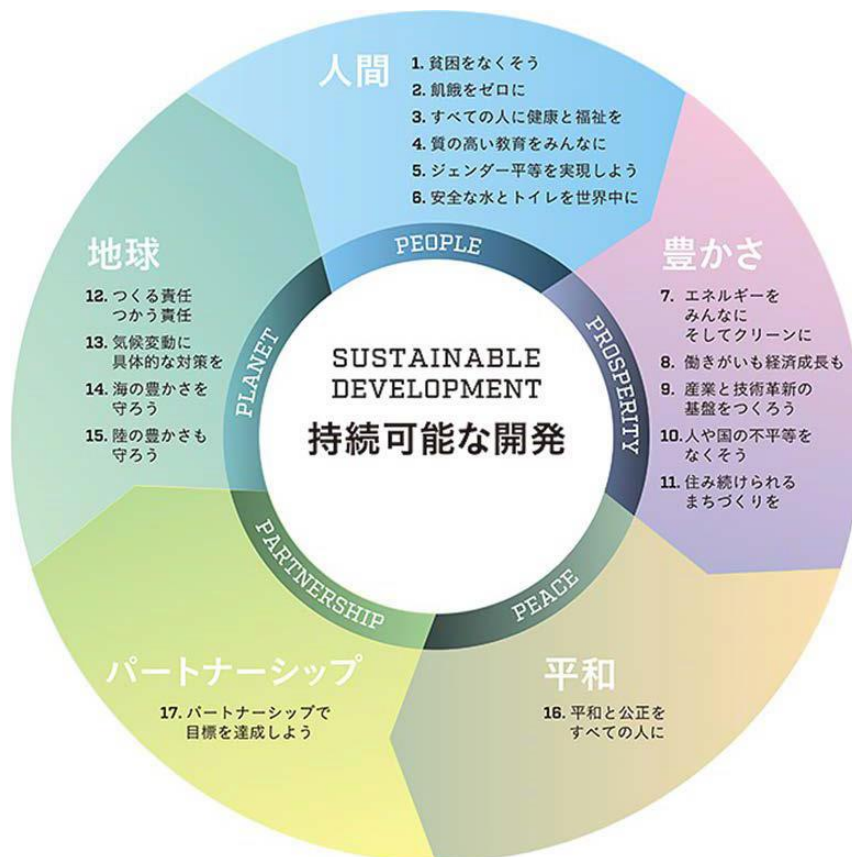 人間
1. 貧困をなくそう
2. 飢餓をゼロに
3. すべての人に健康と福祉を
4. 質の高い教育をみんなに
5. ジェンダー平等を実現しよう
6. 安全な水とトイレを世界中に
PEOPLE
豊かさ
7. エネルギーを
みんなに
そしてクリーンに
8. 働きがいも経済成長も
9. 産業と技術革新の
基盤をつくろう
10. 人や国の不平等を
なくそう
11. 住み続けられる
まちづくりを
PROSPERITY
平和
16. 平和と公正を
すべての人に
PEACE
パートナーシップ
17. パートナーシップで
目標を達成しよう
PARTNERSHIP
地球
12. つくる責任
つかう責任
13. 気候変動に
具体的な対策を
14. 海の豊かさを
守ろう
15. 陸の豊かさも
守ろう
PLANET
SUSTAINABLE
DEVELOPMENT
持続可能な開発